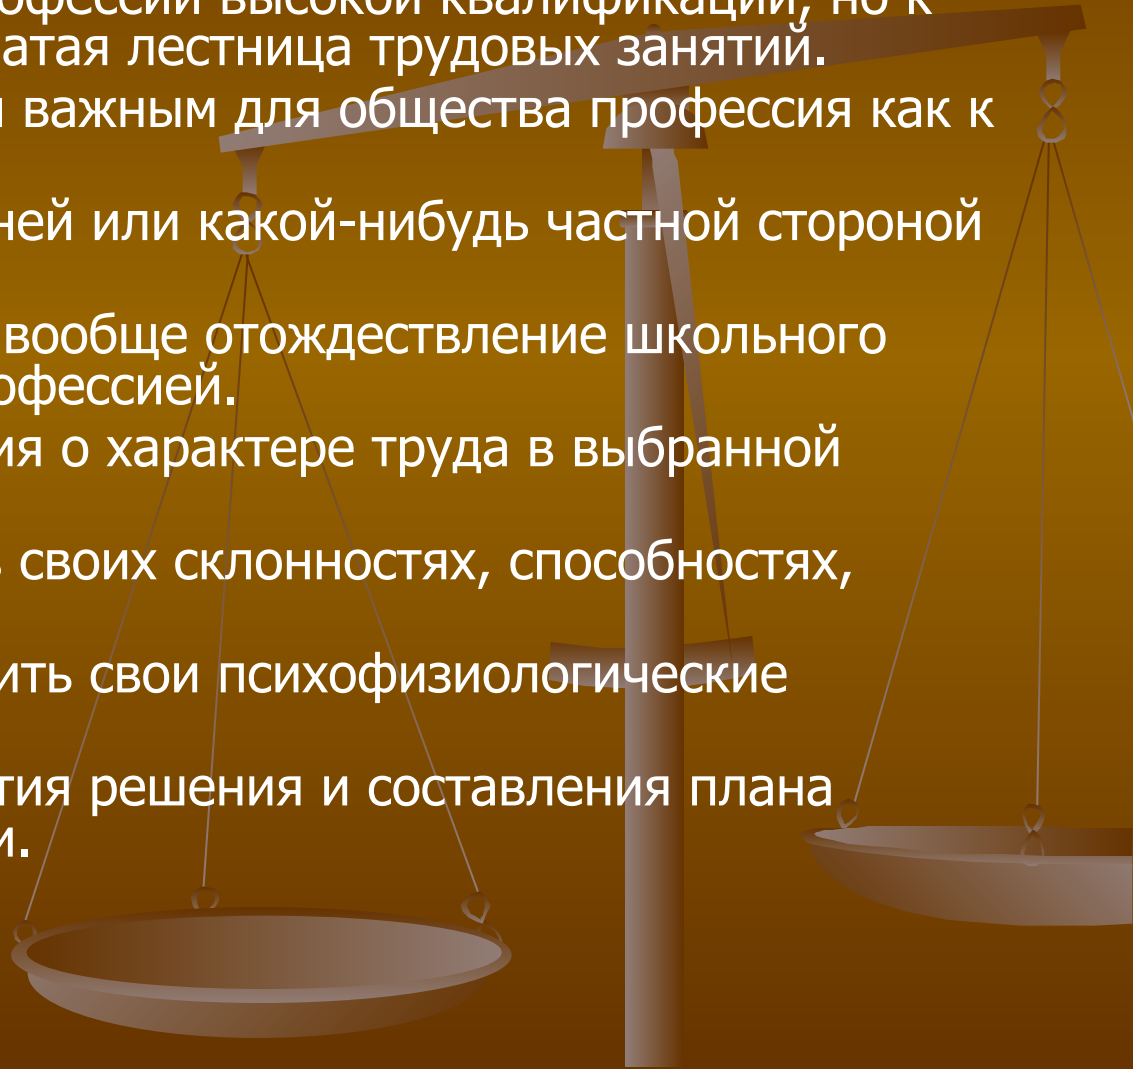 офессии высокой квалификации, но к
атая лестница трудовых занятий.
и важным для общества профессия как к
ней или какой-нибудь частной стороной
вообще отождествление школьного
офессией.
ия о характере труда в выбранной
своих склонностях, способностях,
ить свои психофизиологические
тия решения и составления плана
и.